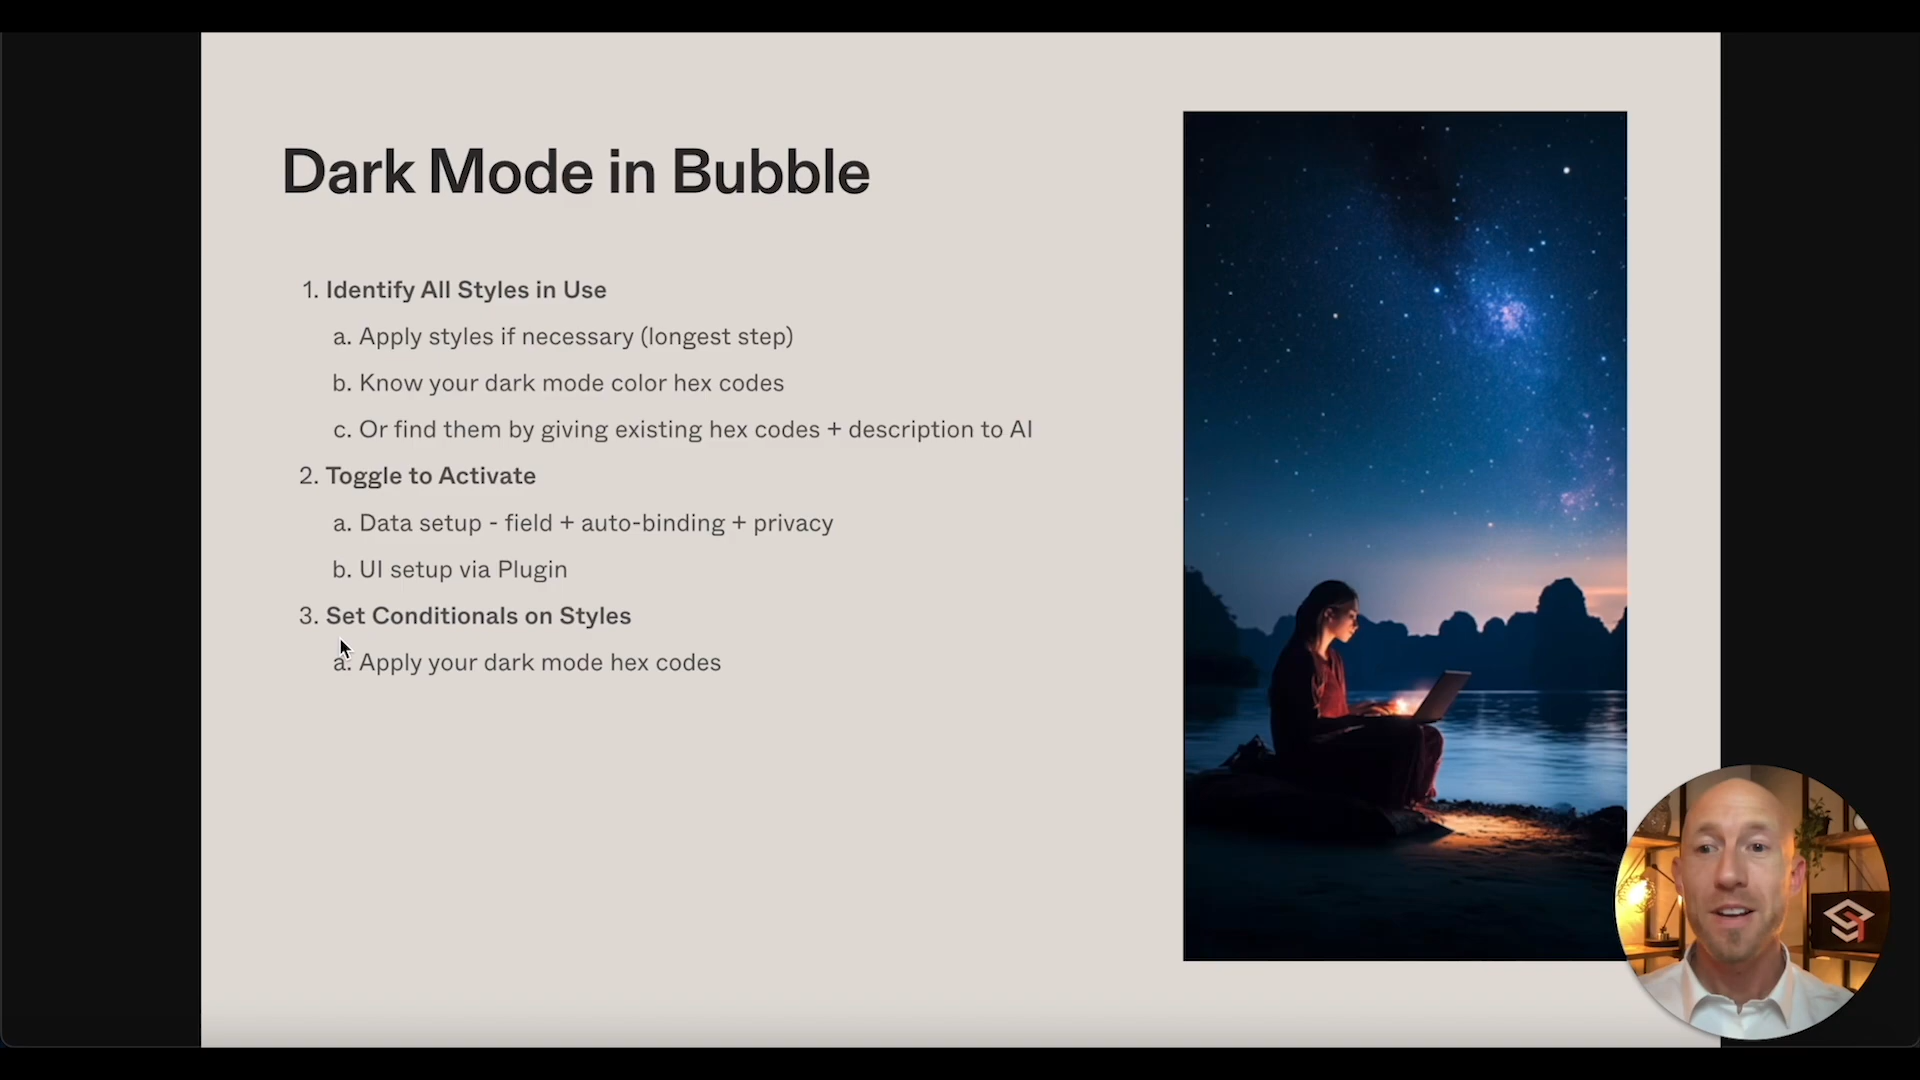 Dark Mode in Bubble
1. Identify All Styles in Use
a. Apply styles if necessary (longest step)
b. Know your dark mode color hex codes
c. Or find them by giving existing hex codes + description to AI
2. Toggle to Activate
a. Data setup - field + auto-binding + privacy
b. UI setup via Plugin
3. Set Conditionals on Styles
a. Apply your dark mode hex codes